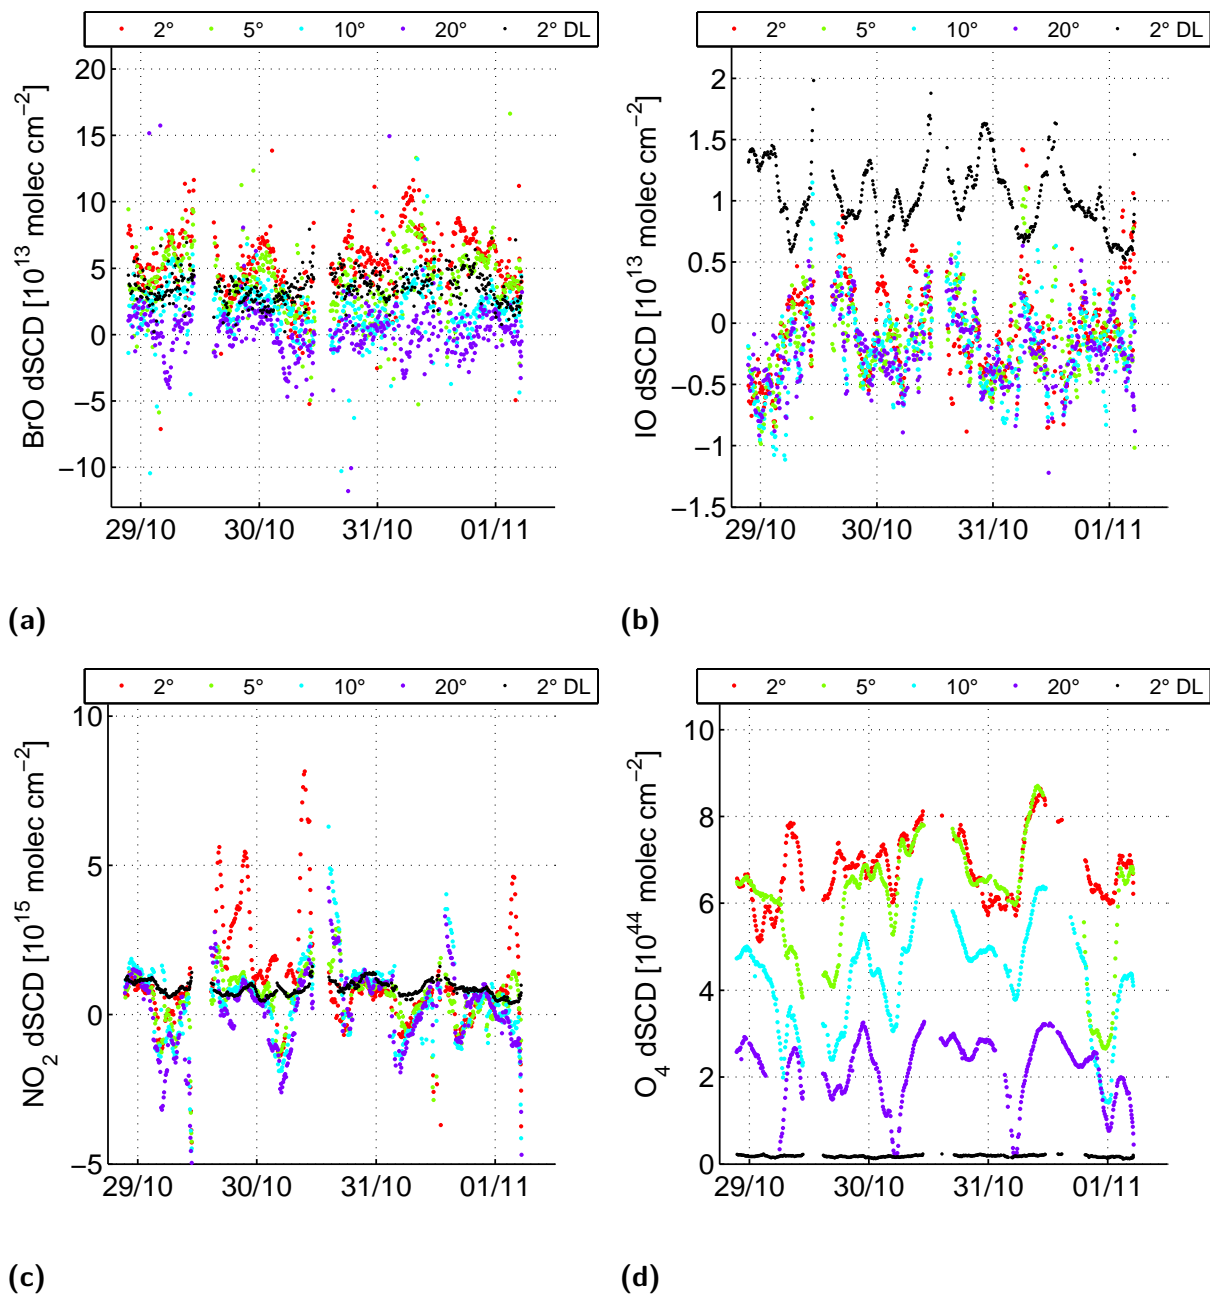 2° 5° 10° 20° 2° DL
20
15
10
5
0
−5
−10
BrO dSCD [10^13 molec cm^−2]
29/10 30/10 31/10 01/11
(a)
2° 5° 10° 20° 2° DL
2
1.5
1
0.5
0
−0.5
−1
−1.5
IO dSCD [10^13 molec cm^−2]
29/10 30/10 31/10 01/11
(b)
2° 5° 10° 20° 2° DL
10
5
0
−5
NO_2 dSCD [10^15 molec cm^−2]
29/10 30/10 31/10 01/11
(c)
2° 5° 10° 20° 2° DL
10
8
6
4
2
0
O_4 dSCD [10^44 molec cm^−2]
29/10 30/10 31/10 01/11
(d)